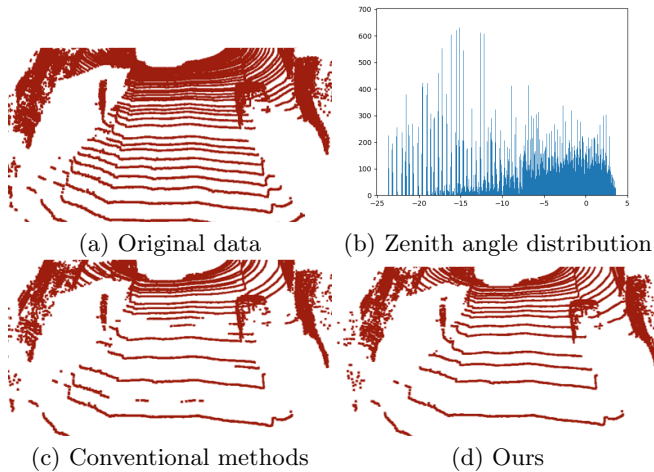 700
600
500
400
300
200
100
0
−25 −20 −15 −10 −5 0 5
(a) Original data (b) Zenith angle distribution
(c) Conventional methods (d) Ours